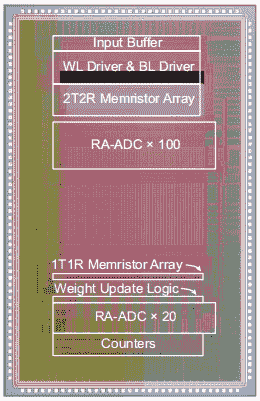 Input Buffer
WL Driver & BL Driver
2T2R Memristor Array
RA-ADC × 100
1T1R Memristor Array
Weight Update Logic
RA-ADC × 20
Counters